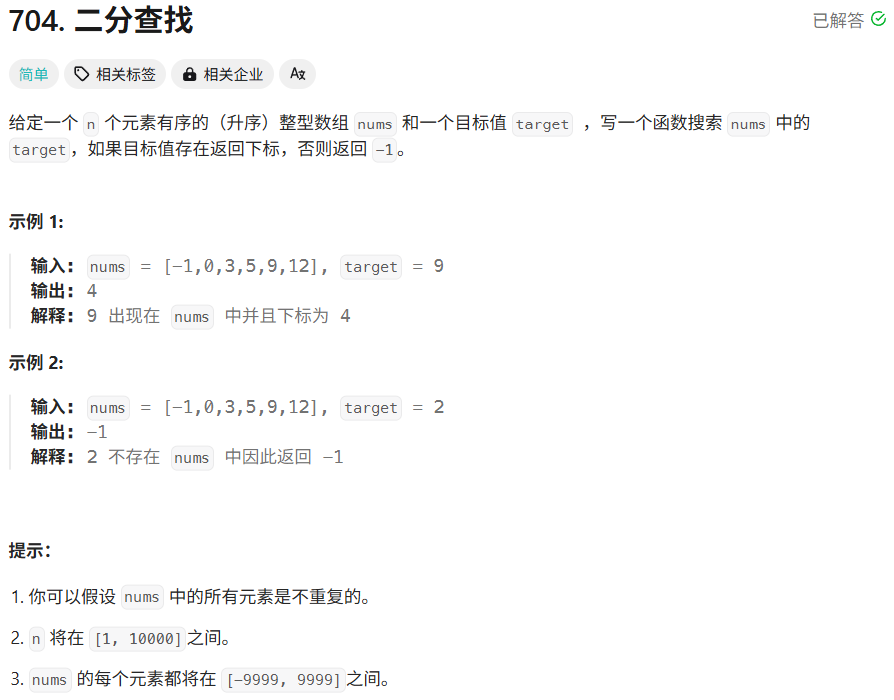 704. 二分查找
已解答
简单 相关标签 相关企业 Az
给定一个 n 个元素有序的（升序）整型数组 nums 和一个目标值 target ，写一个函数搜索 nums 中的
target，如果目标值存在返回下标，否则返回 -1。
示例 1:
输入: nums = [-1,0,3,5,9,12], target = 9
输出: 4
解释: 9 出现在 nums 中并且下标为 4
示例 2:
输入: nums = [-1,0,3,5,9,12], target = 2
输出: -1
解释: 2 不存在 nums 中因此返回 -1
提示：
1. 你可以假设 nums 中的所有元素是不重复的。
2. n 将在 [1, 10000]之间。
3. nums 的每个元素都将在 [-9999, 9999]之间。